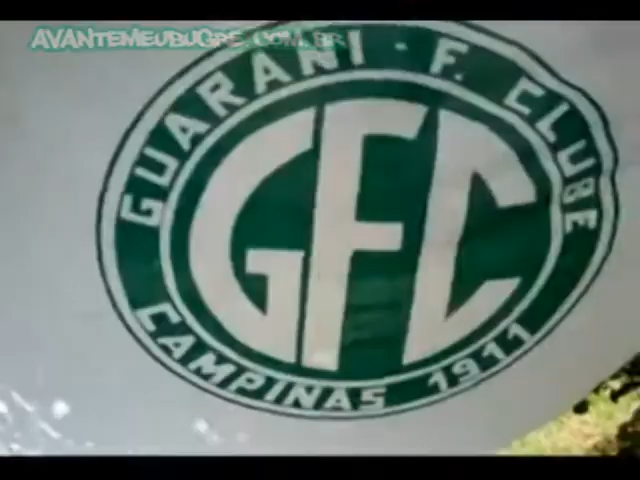 AVANTEMEUBUGRE.COM.BR
GUARANI - F. CLUBE
GFC
CAMPINAS 1911